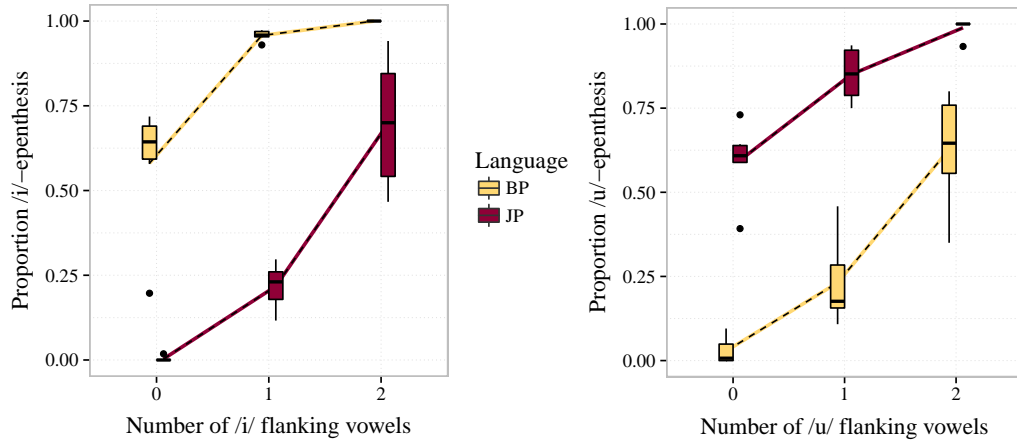 1.00
0.75
0.50
0.25
0.00
Proportion /i/−epenthesis
0
1
2
Number of /i/ flanking vowels
Language
BP
JP
1.00
0.75
0.50
0.25
0.00
Proportion /u/−epenthesis
0
1
2
Number of /u/ flanking vowels